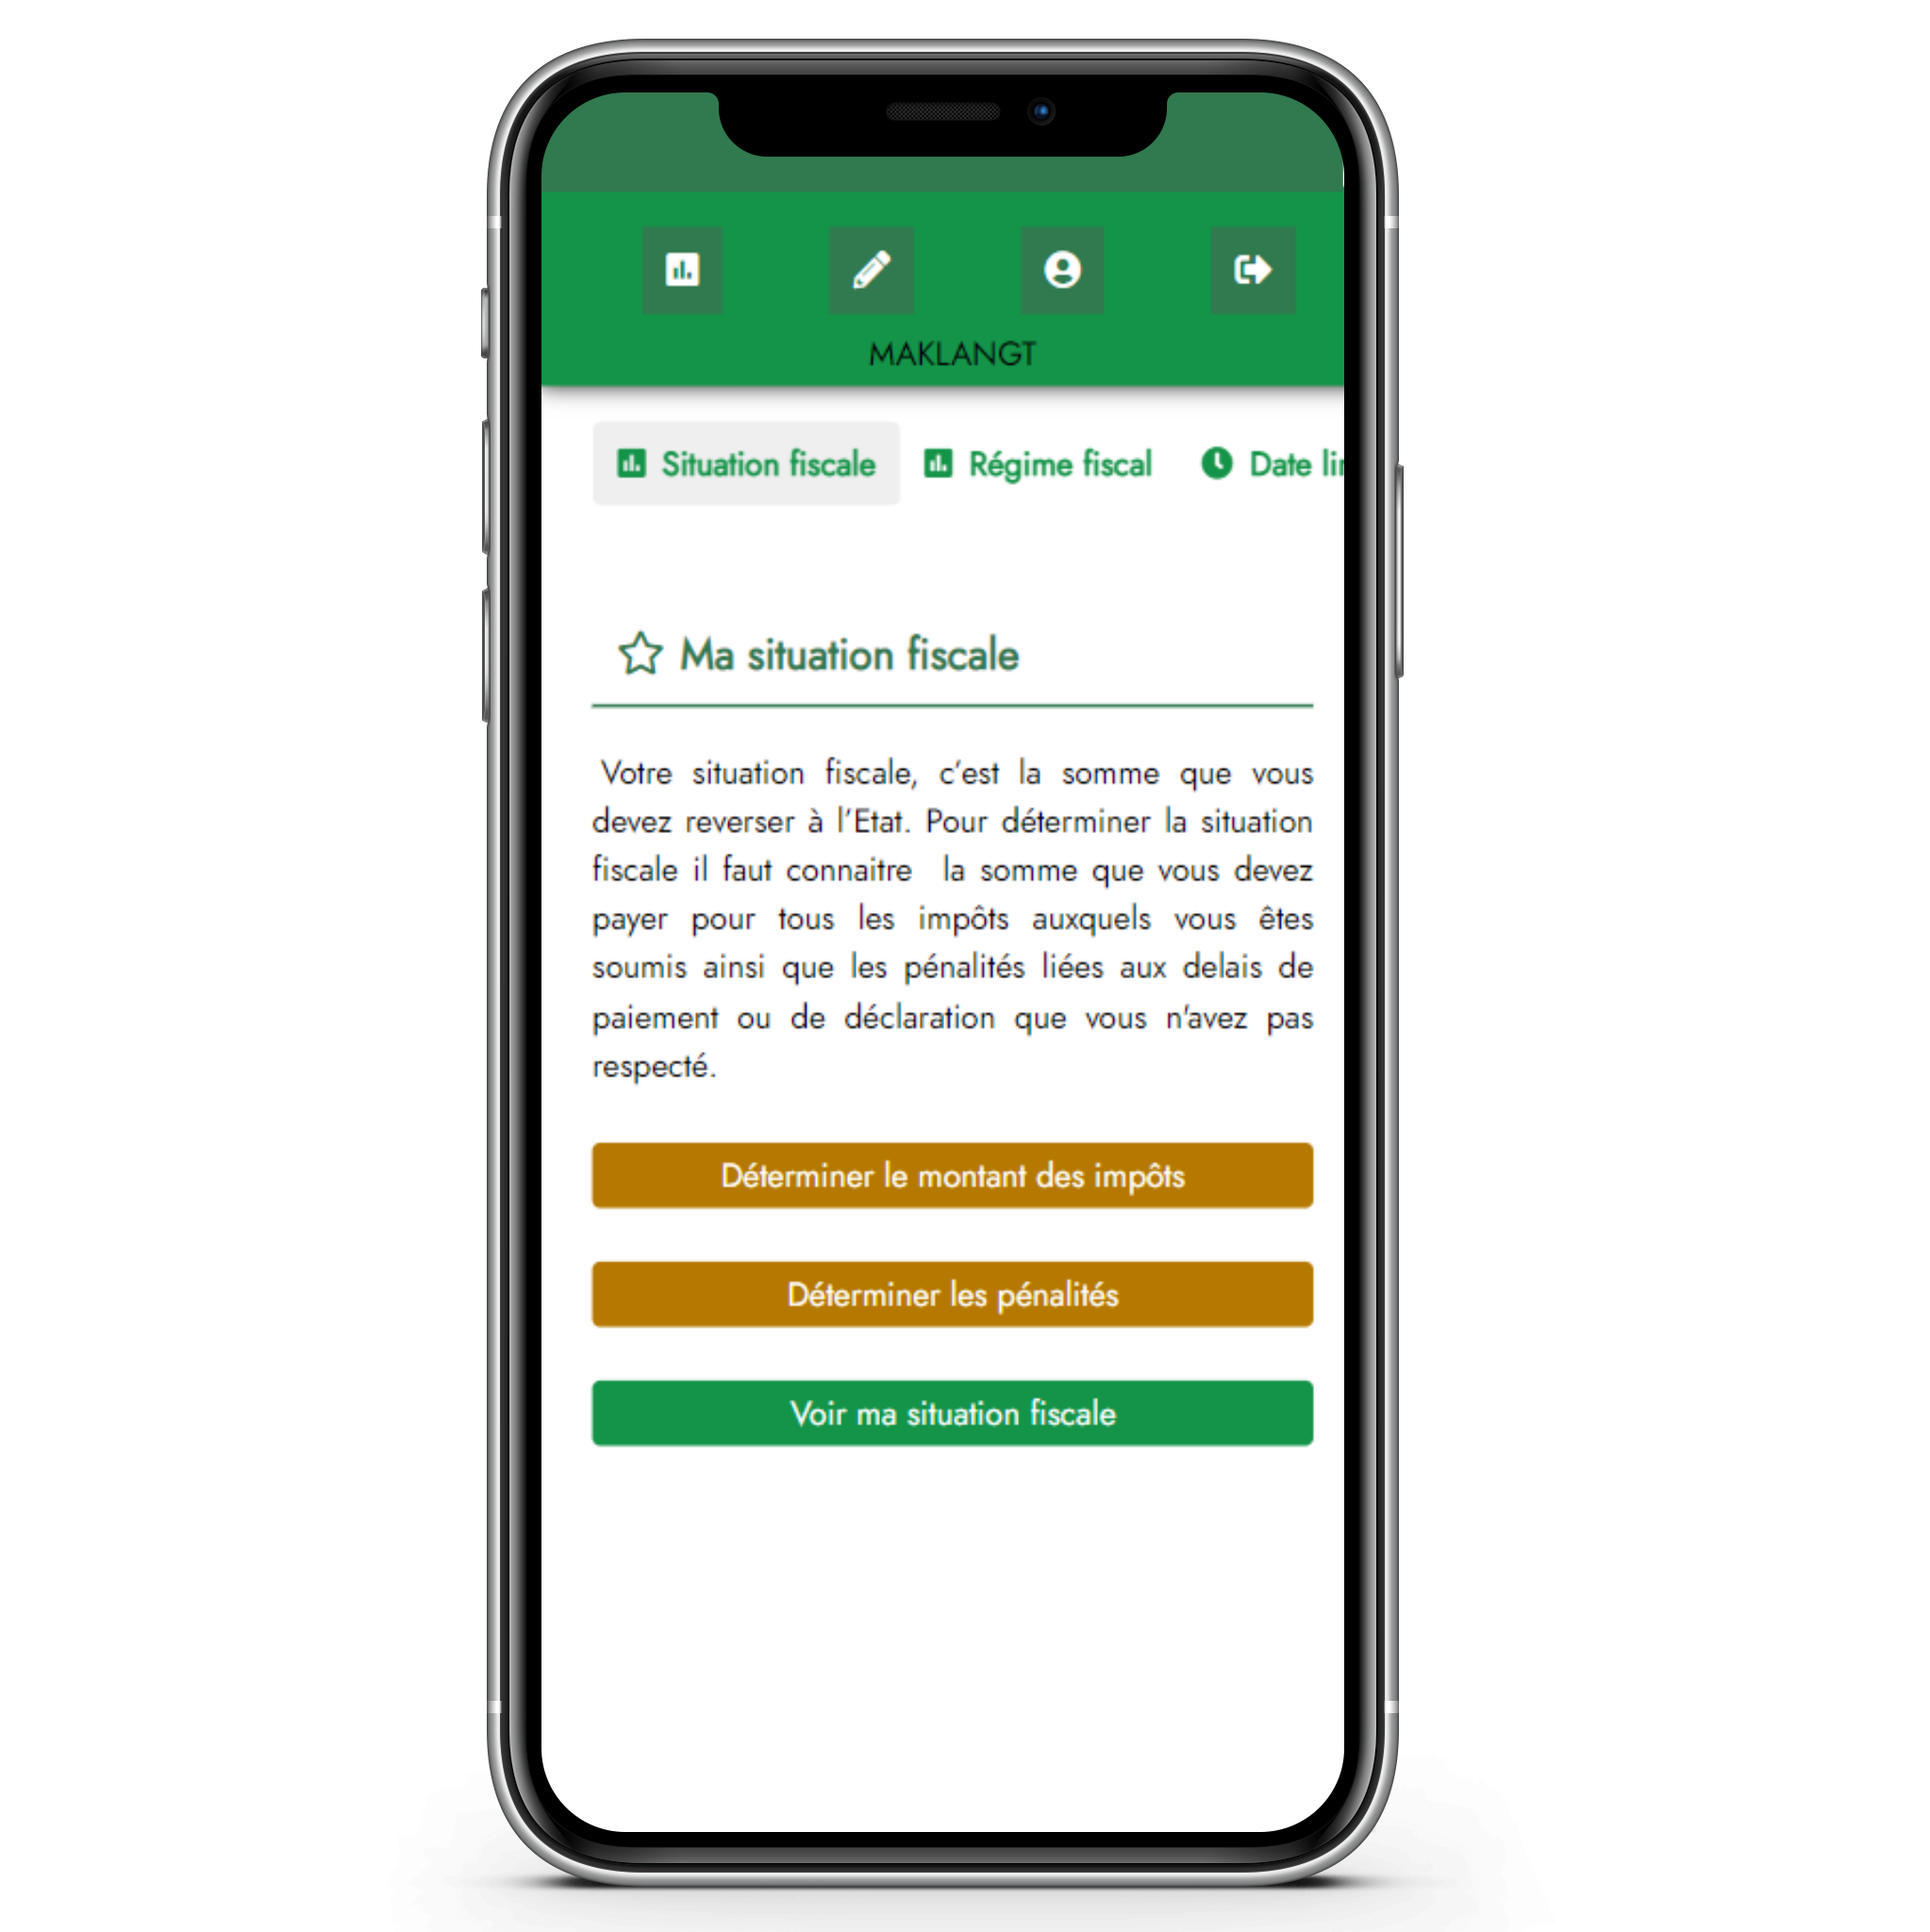 MAKLANGT
Situation fiscale Régime fiscal Date lir
Ma situation fiscale
Votre situation fiscale, c’est la somme que vous
devez reverser à l’Etat. Pour déterminer la situation
fiscale il faut connaitre la somme que vous devez
payer pour tous les impôts auxquels vous êtes
soumis ainsi que les pénalités liées aux delais de
paiement ou de déclaration que vous n'avez pas
respecté.
Déterminer le montant des impôts
Déterminer les pénalités
Voir ma situation fiscale